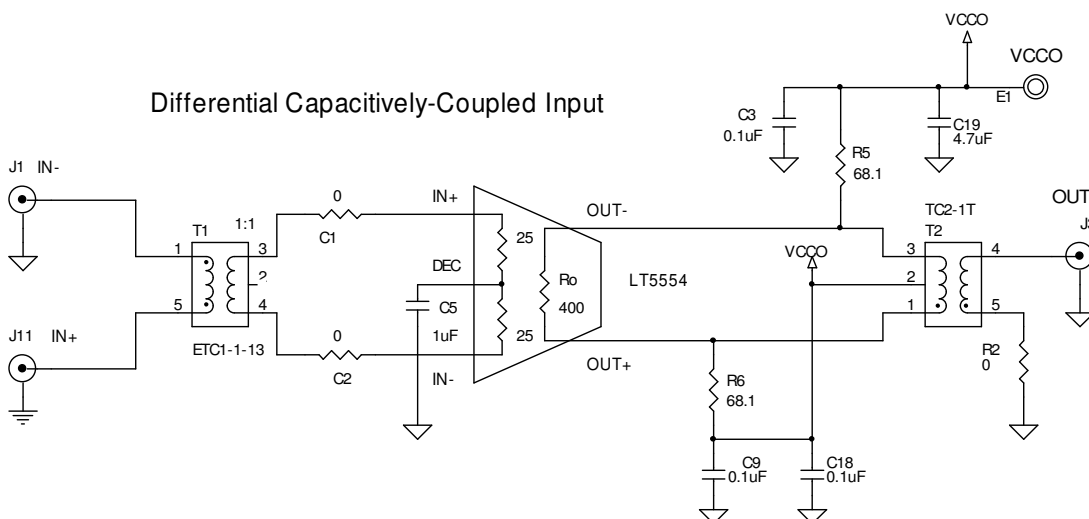 VCCO
VCCO
E1
Differential Capacitively-Coupled Input
C3
0.1uF
C19
4.7uF
R5
68.1
J1 IN-
0
C1
IN+
OUT-
TC2-1T
T2
OUT
T1
1:1
1
3
2
5
4
ETC1-1-13
25
DEC
C5
1uF
Ro
400
25
LT5554
VCCO
3
2
1
4
5
J11 IN+
0
C2
IN-
OUT+
R2
0
R6
68.1
C9
0.1uF
C18
0.1uF